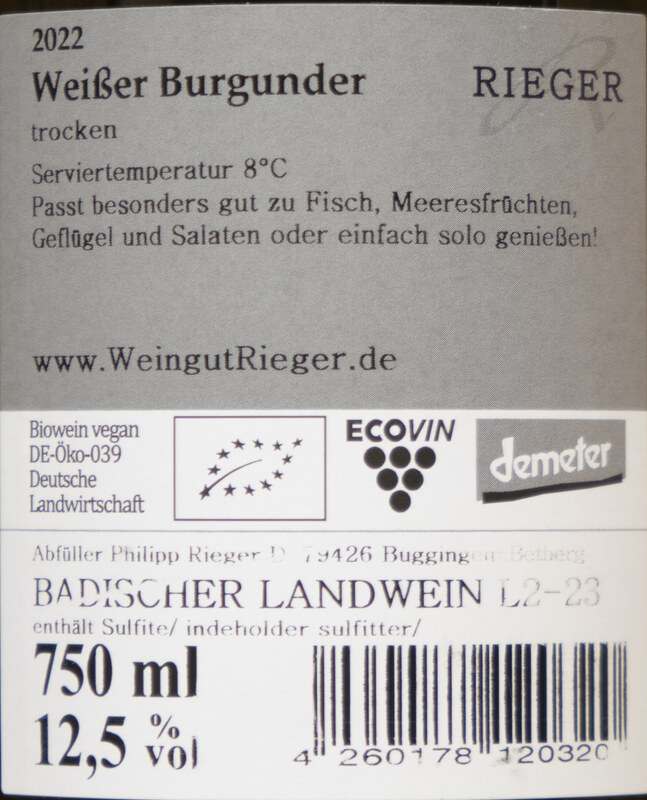 2022
Weißer Burgunder
RIEGER
trocken
Serviertemperatur 8°C
Passt besonders gut zu Fisch, Meeresfrüchten,
Geflügel und Salaten oder einfach solo genießen!
www.WeingutRieger.de
Biowein vegan
DE-Öko-039
Deutsche
Landwirtschaft
ECOVIN
demeter
Abfüller Philipp Rieger D 79426 Buggingen-Betberg
BADISCHER LANDWEIN L2-23
enthält Sulfite/ indeholder sulfitter/
750 ml
12,5 % vol
4 260178 120320